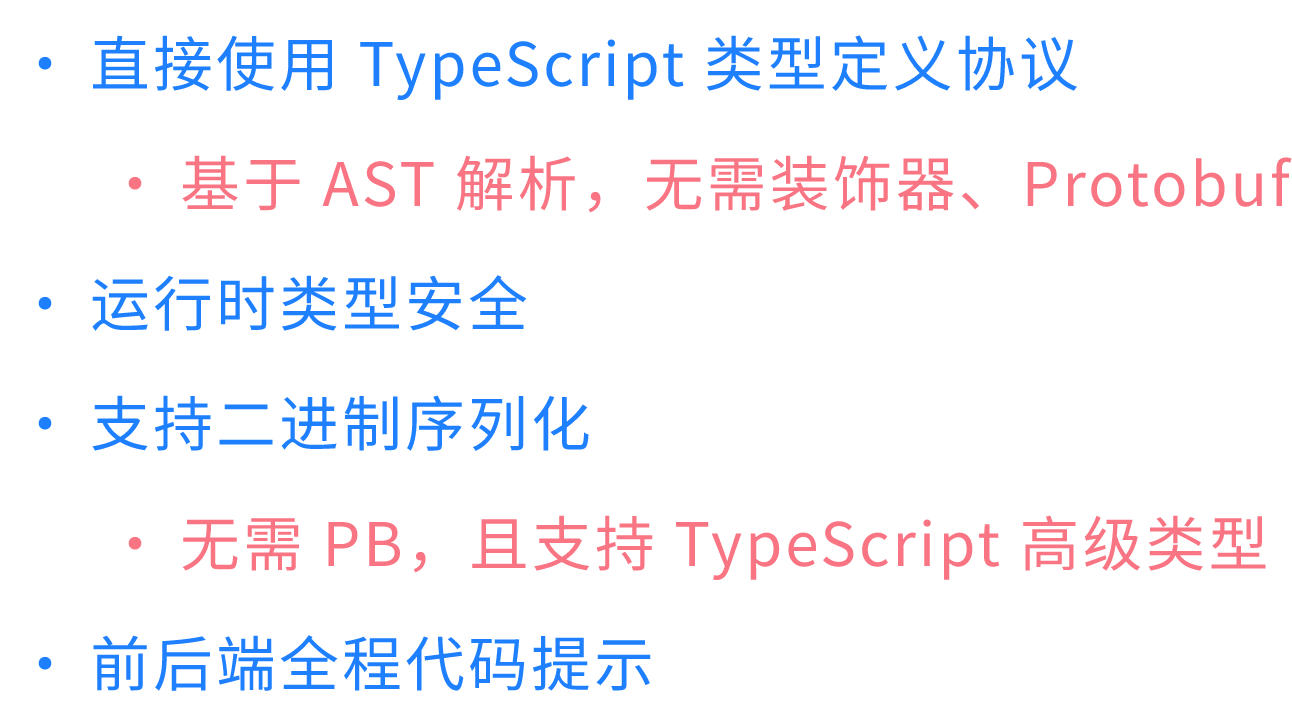 • 直接使用 TypeScript 类型定义协议
• 基于 AST 解析，无需装饰器、Protobuf
• 运行时类型安全
• 支持二进制序列化
• 无需 PB，且支持 TypeScript 高级类型
• 前后端全程代码提示